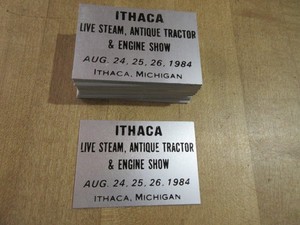 ITHACA
LIVE STEAM, ANTIQUE TRACTOR
& ENGINE SHOW
AUG. 24, 25, 26, 1984
ITHACA, MICHIGAN
ITHACA
LIVE STEAM, ANTIQUE TRACTOR
& ENGINE SHOW
AUG. 24, 25, 26, 1984
ITHACA, MICHIGAN